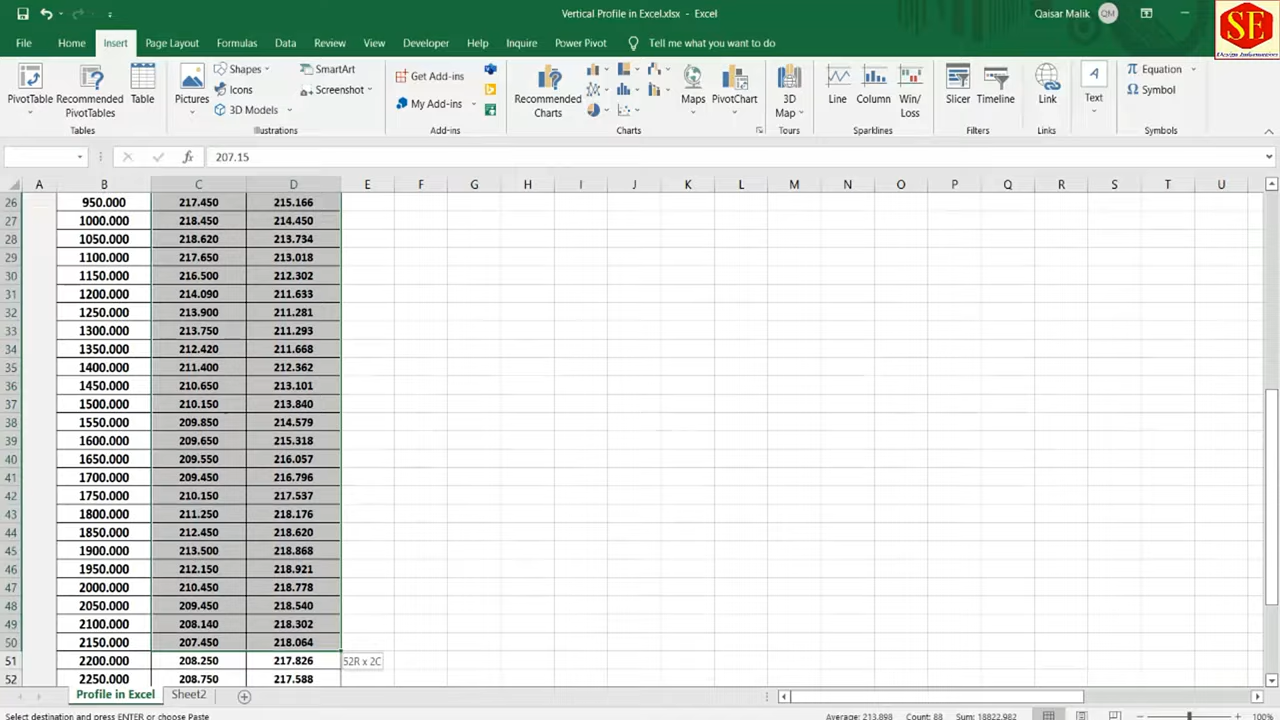 Vertical Profile in Excel.xlsx - Excel
Qaisar Malik
QM
SE
Design Information
File Home Insert Page Layout Formulas Data Review View Developer Help Inquire Power Pivot Tell me what you want to do
PivotTable
Recommended PivotTables
Table
Tables
Pictures
Shapes
Icons
3D Models
SmartArt
Screenshot
Illustrations
Get Add-ins
My Add-ins
Add-ins
Recommended Charts
Maps
PivotChart
Charts
3D Map
Tours
Line
Column
Win/Loss
Sparklines
Slicer
Timeline
Filters
Link
Links
Text
Equation
Symbol
Symbols
fx 207.15
A B C D E F G H I J K L M N O P Q R S T U
26 950.000 217.450 215.166
27 1000.000 218.450 214.450
28 1050.000 218.620 213.734
29 1100.000 217.650 213.018
30 1150.000 216.500 212.302
31 1200.000 214.090 211.633
32 1250.000 213.900 211.281
33 1300.000 213.750 211.293
34 1350.000 212.420 211.668
35 1400.000 211.400 212.362
36 1450.000 210.650 213.101
37 1500.000 210.150 213.840
38 1550.000 209.850 214.579
39 1600.000 209.650 215.318
40 1650.000 209.550 216.057
41 1700.000 209.450 216.796
42 1750.000 210.150 217.537
43 1800.000 211.250 218.176
44 1850.000 212.450 218.620
45 1900.000 213.500 218.868
46 1950.000 212.150 218.921
47 2000.000 210.450 218.778
48 2050.000 209.450 218.540
49 2100.000 208.140 218.302
50 2150.000 207.450 218.064
51 2200.000 208.250 217.826 52R x 2C
52 2250.000 208.750 217.588
Profile in Excel Sheet2
Select destination and press ENTER or choose Paste
Average: 213.898 Count: 88 Sum: 18822.982
100%